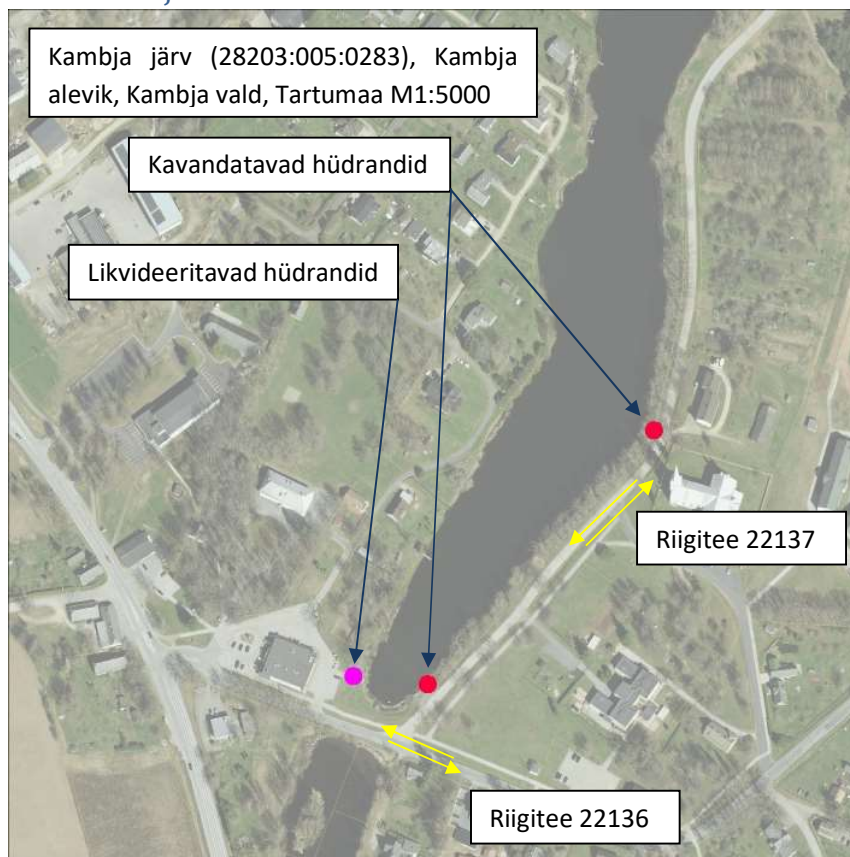 Kambja järv (28203:005:0283), Kambja
alevik, Kambja vald, Tartumaa M1:5000
Kavandatavad hüdrandid
Likvideeritavad hüdrandid
Riigitee 22137
Riigitee 22136